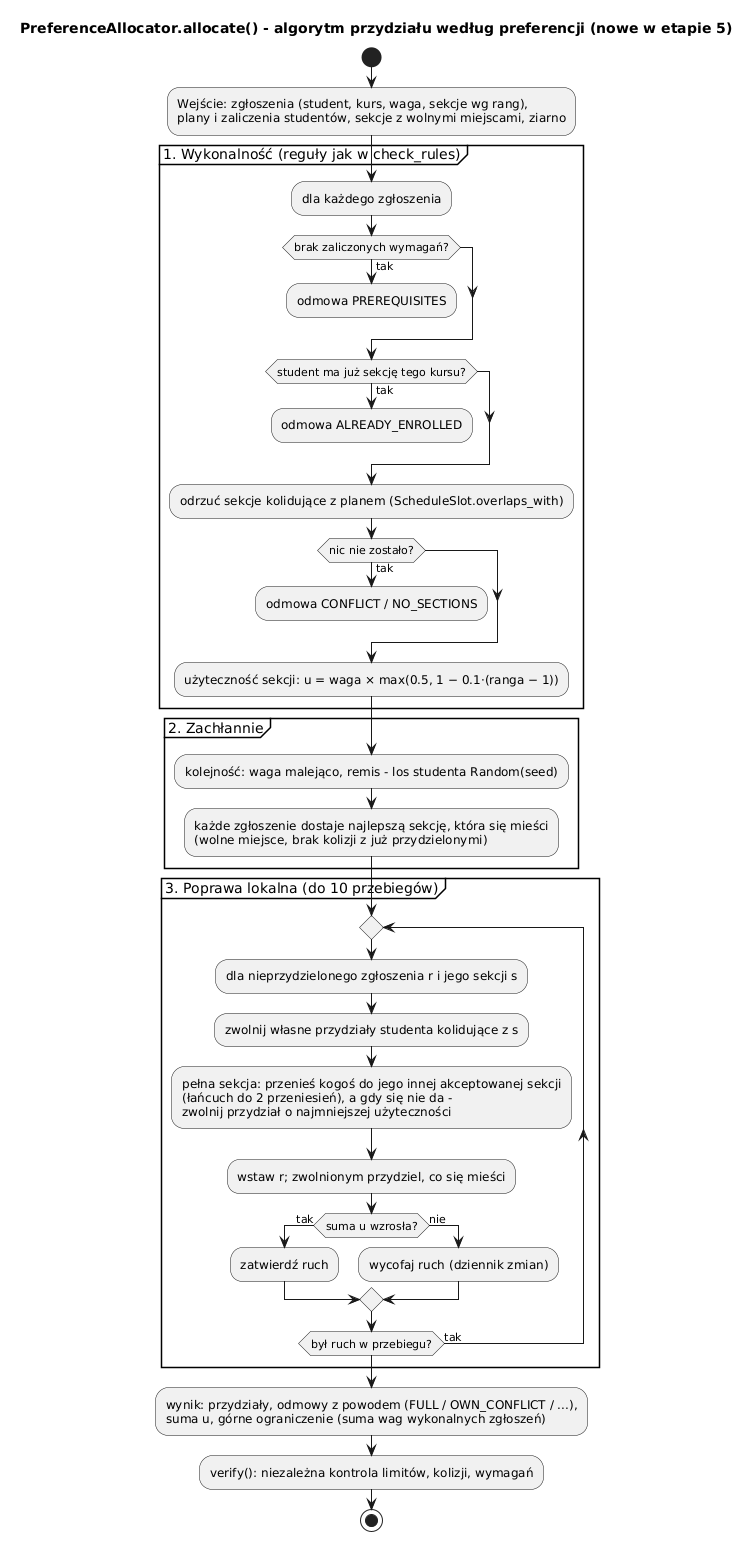 PreferenceAllocator.allocate() - algorytm przydziału według preferencji (nowe w etapie 5)
Wejście: zgłoszenia (student, kurs, waga, sekcje wg rang),
plany i zaliczenia studentów, sekcje z wolnymi miejscami, ziarno
1. Wykonalność (reguły jak w check_rules)
dla każdego zgłoszenia
brak zaliczonych wymagań?
tak
odmowa PREREQUISITES
student ma już sekcję tego kursu?
tak
odmowa ALREADY_ENROLLED
odrzuć sekcje kolidujące z planem (ScheduleSlot.overlaps_with)
nic nie zostało?
tak
odmowa CONFLICT / NO_SECTIONS
użyteczność sekcji: u = waga × max(0.5, 1 − 0.1·(ranga − 1))
2. Zachłannie
kolejność: waga malejąco, remis - los studenta Random(seed)
każde zgłoszenie dostaje najlepszą sekcję, która się mieści
(wolne miejsce, brak kolizji z już przydzielonymi)
3. Poprawa lokalna (do 10 przebiegów)
dla nieprzydzielonego zgłoszenia r i jego sekcji s
zwolnij własne przydziały studenta kolidujące z s
pełna sekcja: przenieś kogoś do jego innej akceptowanej sekcji
(łańcuch do 2 przeniesień), a gdy się nie da -
zwolnij przydział o najmniejszej użyteczności
wstaw r; zwolnionym przydziel, co się mieści
tak
suma u wzrosła?
nie
zatwierdź ruch
wycofaj ruch (dziennik zmian)
był ruch w przebiegu?
tak
wynik: przydziały, odmowy z powodem (FULL / OWN_CONFLICT / ...),
suma u, górne ograniczenie (suma wag wykonalnych zgłoszeń)
verify(): niezależna kontrola limitów, kolizji, wymagań